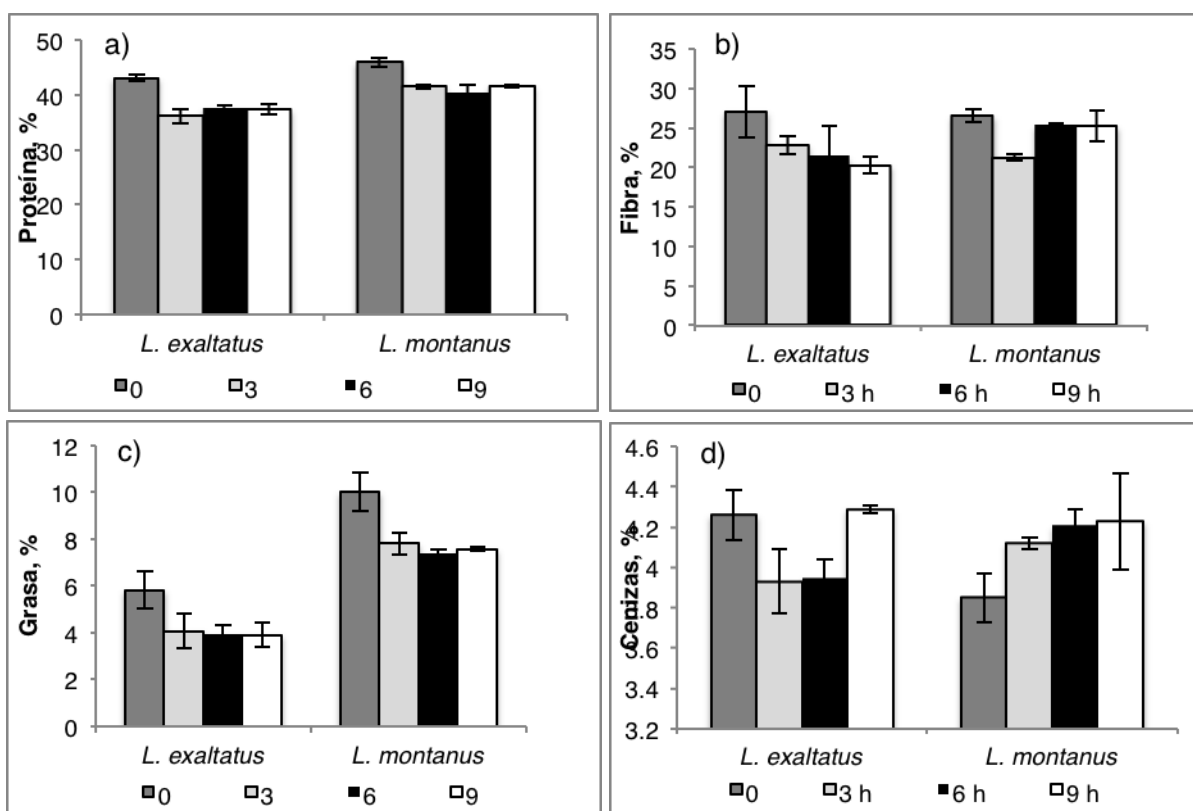 a)
Proteína, %
50
40
30
20
10
0
L. exaltatus L. montanus
0 3 6 9
b)
Fibra, %
35
30
25
20
15
10
5
0
L. exaltatus L. montanus
0 3 h 6 h 9 h
c)
Grasa, %
12
10
8
6
4
2
0
L. exaltatus L. montanus
0 3 6 9
d)
Cenizas, %
4.6
4.4
4.2
4
3.8
3.6
3.4
3.2
L. exaltatus L. montanus
0 3 h 6 h 9 h